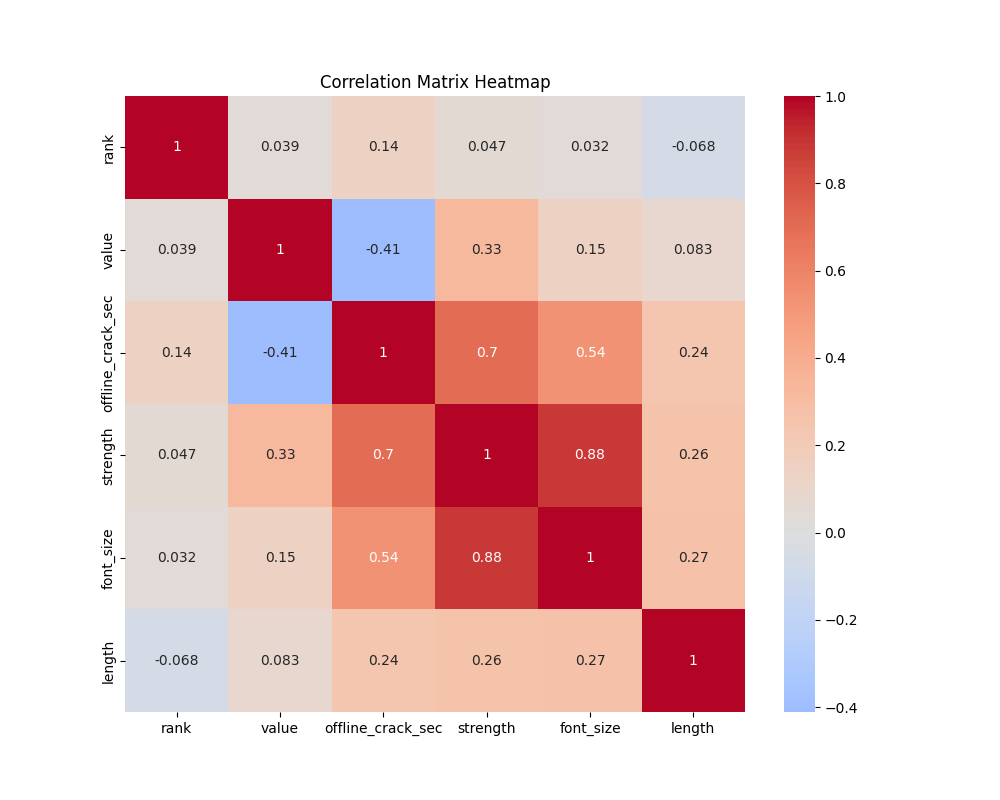 Correlation Matrix Heatmap
rank 1 0.039 0.14 0.047 0.032 -0.068
value 0.039 1 -0.41 0.33 0.15 0.083
offline_crack_sec 0.14 -0.41 1 0.7 0.54 0.24
strength 0.047 0.33 0.7 1 0.88 0.26
font_size 0.032 0.15 0.54 0.88 1 0.27
length -0.068 0.083 0.24 0.26 0.27 1
rank value offline_crack_sec strength font_size length
1.0
0.8
0.6
0.4
0.2
0.0
−0.2
−0.4